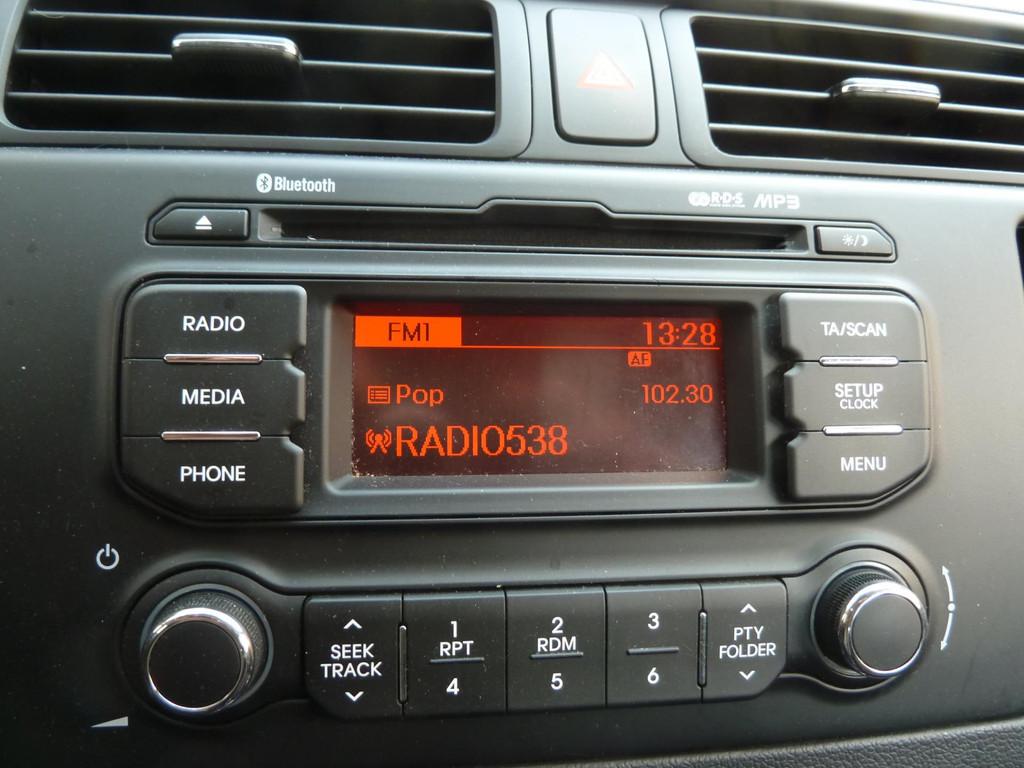 Bluetooth
R·D·S MP3
RADIO
MEDIA
PHONE
FM1 13:28
AF
Pop 102.30
RADIO538
TA/SCAN
SETUP
CLOCK
MENU
SEEK
TRACK
1
RPT
4
2
RDM
5
3
6
PTY
FOLDER